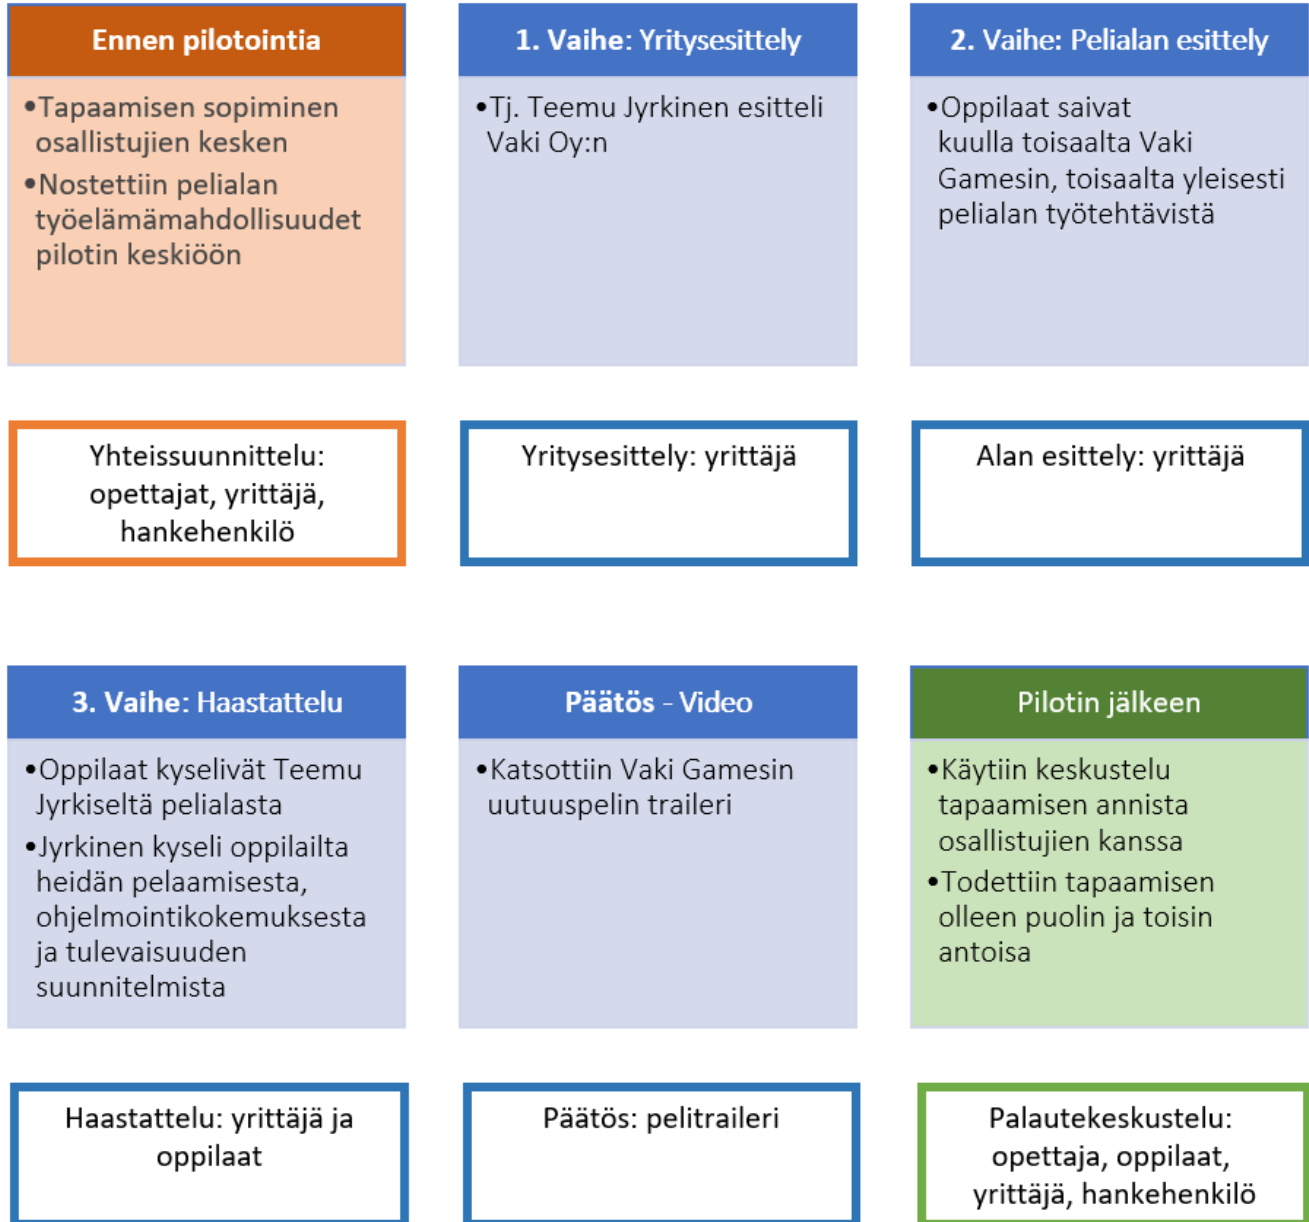 Ennen pilotointia
•Tapaamisen sopiminen
osallistujien kesken
•Nostettiin pelialan
työelämämahdollisuudet
pilotin keskiöön
Yhteissuunnittelu:
opettajat, yrittäjä,
hankehenkilö
1. Vaihe: Yritysesittely
•Tj. Teemu Jyrkinen esitteli
Vaki Oy:n
Yritysesittely: yrittäjä
2. Vaihe: Pelialan esittely
•Oppilaat saivat
kuulla toisaalta Vaki
Gamesin, toisaalta yleisesti
pelialan työtehtävistä
Alan esittely: yrittäjä
3. Vaihe: Haastattelu
•Oppilaat kyselivät Teemu
Jyrkiseltä pelialasta
•Jyrkinen kyseli oppilailta
heidän pelaamisesta,
ohjelmointikokemuksesta
ja tulevaisuuden
suunnitelmista
Haastattelu: yrittäjä ja
oppilaat
Päätös - Video
•Katsottiin Vaki Gamesin
uutuuspelin traileri
Päätös: pelitraileri
Pilotin jälkeen
•Käytiin keskustelu
tapaamisen annista
osallistujien kanssa
•Todettiin tapaamisen
olleen puolin ja toisin
antoisa
Palautekeskustelu:
opettaja, oppilaat,
yrittäjä, hankehenkilö